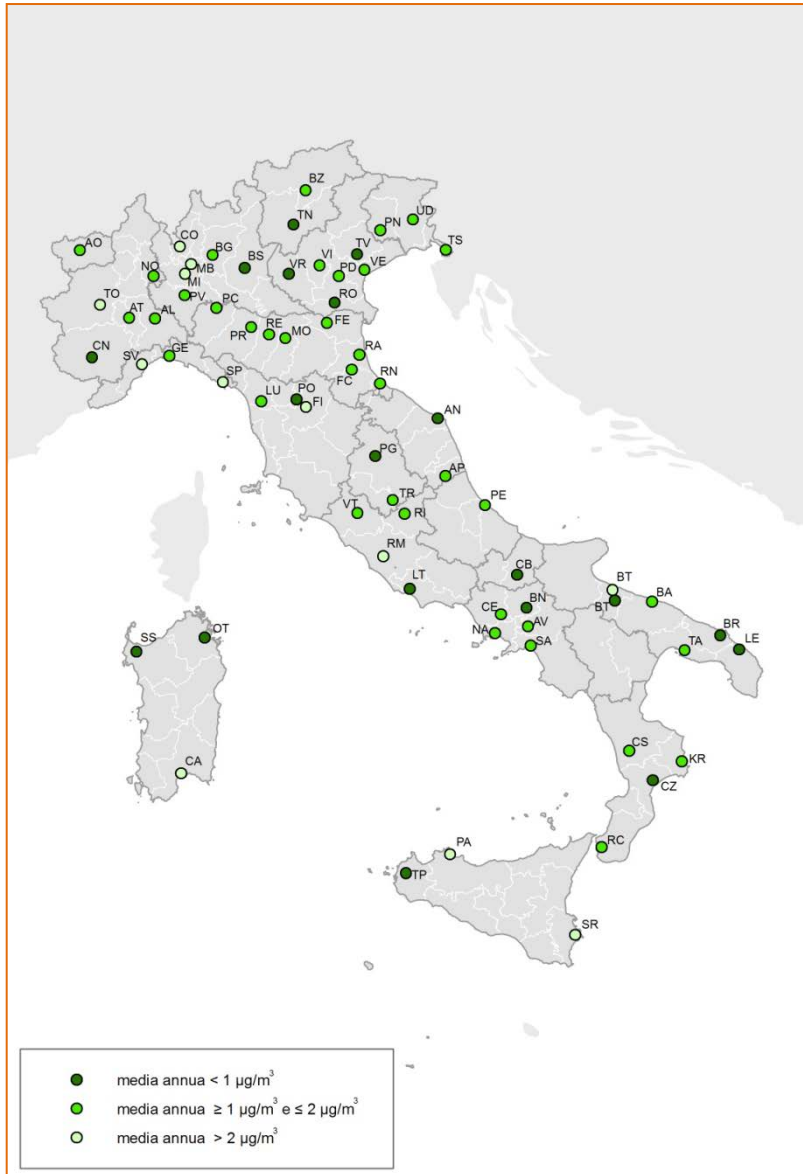 BZ
TN
PN
UD
CO
AO
BG
TV
TS
VI
BS
VR
PD
VE
MB
NO
MI
TO
PV
PC
RO
AT
AL
FE
PR
RE
MO
CN
SV
GE
RA
FC
RN
SP
LU
PO
FI
AN
PG
AP
TR
PE
VT
RI
RM
CB
LT
BT
BT
BA
CE
BN
AV
NA
SA
BR
TA
LE
SS
OT
CS
KR
CZ
CA
PA
RC
TP
SR
media annua < 1 µg/m³
media annua ≥ 1 µg/m³ e ≤ 2 µg/m³
media annua > 2 µg/m³